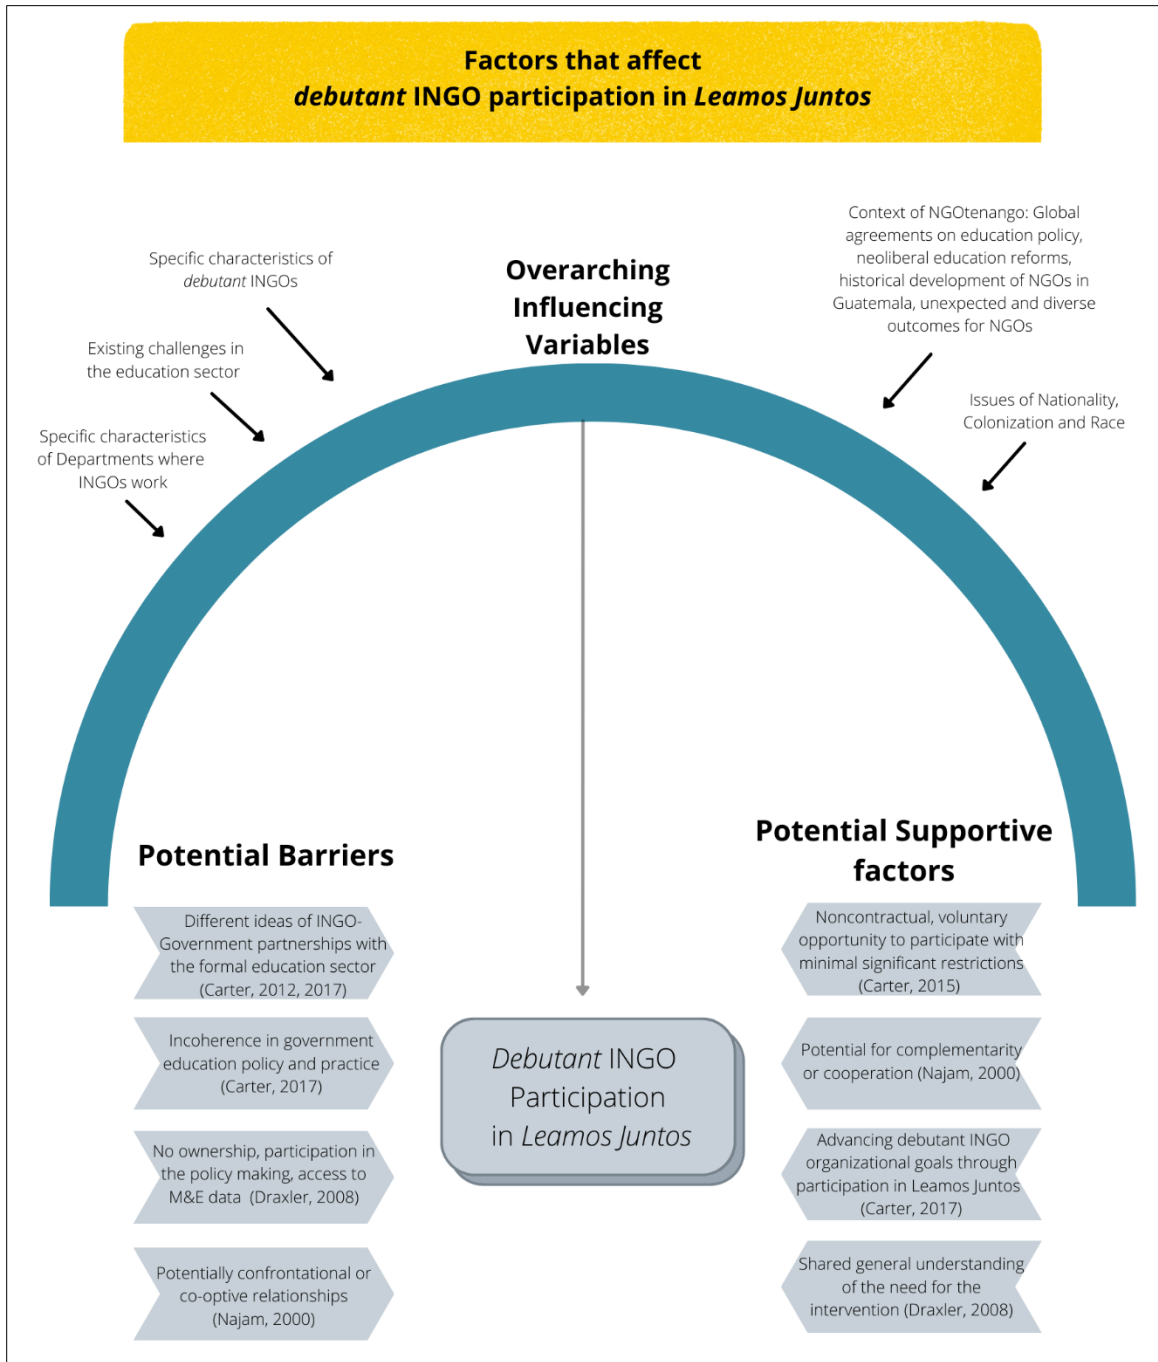 Factors that affect
debutant INGO participation in Leamos Juntos
Specific characteristics of
debutant INGOs
Existing challenges in
the education sector
Specific characteristics
of Departments where
INGOs work
Overarching
Influencing
Variables
Context of NGOtenango: Global
agreements on education policy,
neoliberal education reforms,
historical development of NGOs in
Guatemala, unexpected and diverse
outcomes for NGOs
Issues of Nationality,
Colonization and Race
Potential Barriers
Different ideas of INGO-
Government partnerships with
the formal education sector
(Carter, 2012, 2017)
Incoherence in government
education policy and practice
(Carter, 2017)
No ownership, participation in
the policy making, access to
M&E data (Draxler, 2008)
Potentially confrontational or
co-optive relationships
(Najam, 2000)
Debutant INGO
Participation
in Leamos Juntos
Potential Supportive
factors
Noncontractual, voluntary
opportunity to participate with
minimal significant restrictions
(Carter, 2015)
Potential for complementarity
or cooperation (Najam, 2000)
Advancing debutant INGO
organizational goals through
participation in Leamos Juntos
(Carter, 2017)
Shared general understanding
of the need for the
intervention (Draxler, 2008)